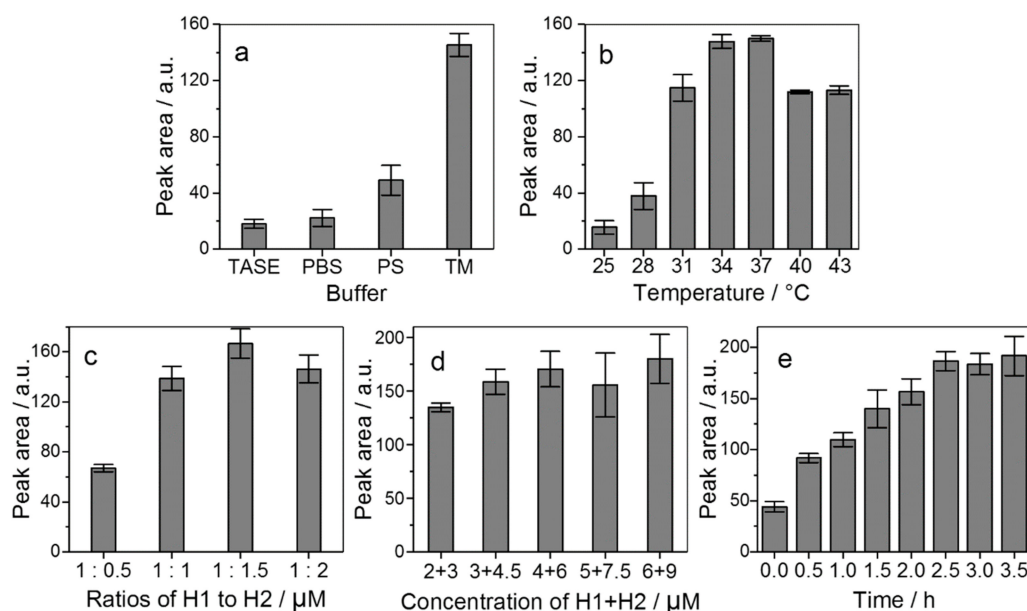 160
120
80
40
0
Peak area / a.u.
a
TASE PBS PS TM
Buffer
160
120
80
40
0
Peak area / a.u.
b
25 28 31 34 37 40 43
Temperature / °C
160
120
80
40
0
Peak area / a.u.
c
1 : 0.5 1 : 1 1 : 1.5 1 : 2
Ratios of H1 to H2 / µM
200
150
100
50
0
Peak area / a.u.
d
2+3 3+4.5 4+6 5+7.5 6+9
Concentration of H1+H2 / µM
200
150
100
50
0
Peak area / a.u.
e
0.0 0.5 1.0 1.5 2.0 2.5 3.0 3.5
Time / h